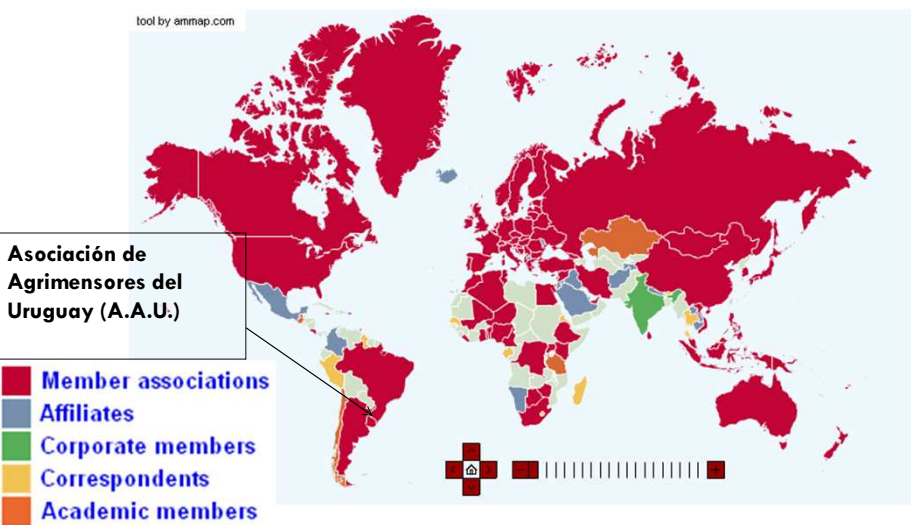 tool by ammap.com
Asociación de
Agrimensores del
Uruguay (A.A.U.)
Member associations
Affiliates
Corporate members
Correspondents
Academic members